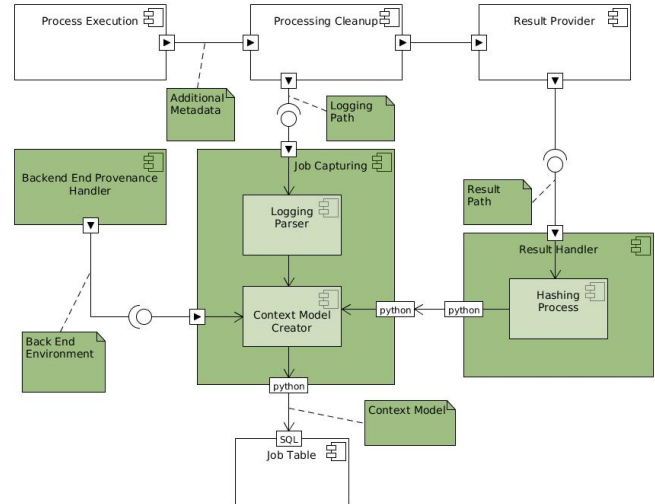 Process Execution
Processing Cleanup
Result Provider
Additional
Metadata
Logging
Path
Backend End Provenance
Handler
Job Capturing
Result
Path
Logging
Parser
Result Handler
Hashing
Process
Context Model
Creator
python
python
Back End
Environment
python
Context Model
SQL
Job Table